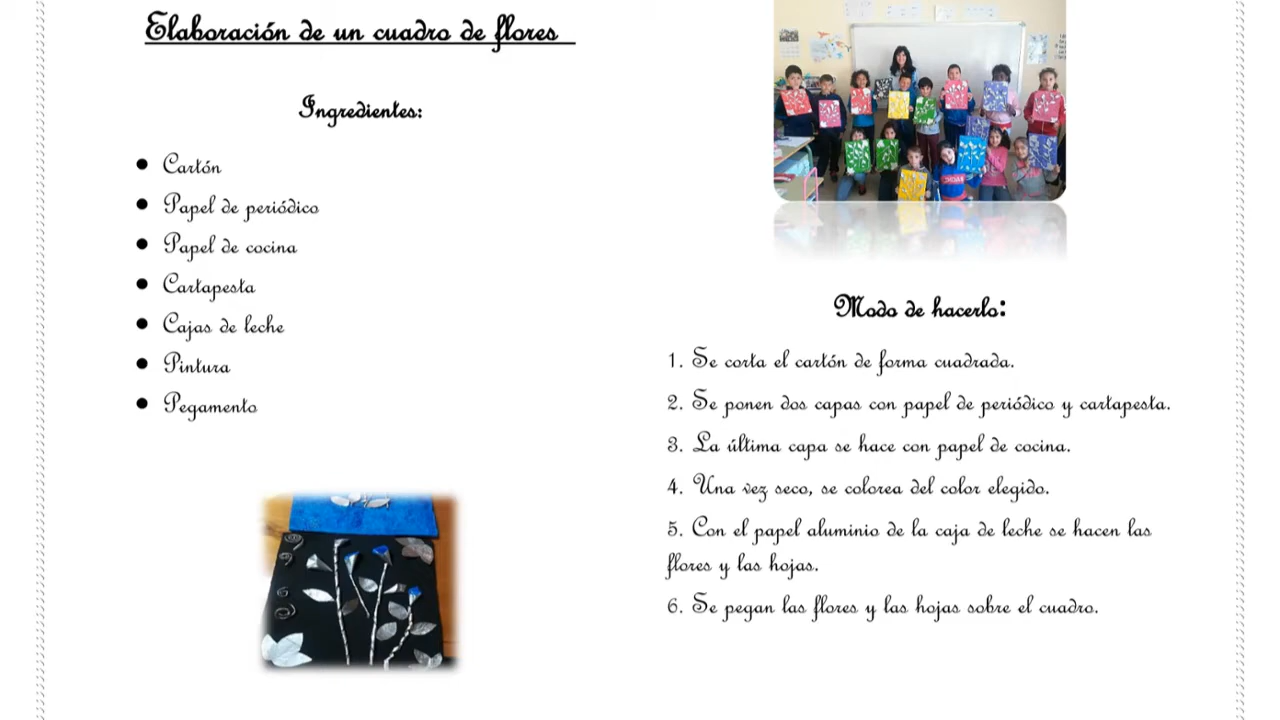 Elaboración de un cuadro de flores
Ingredientes:
Cartón
Papel de periódico
Papel de cocina
Cartapesta
Cajas de leche
Pintura
Pegamento
Modo de hacerlo:
1. Se corta el cartón de forma cuadrada.
2. Se ponen dos capas con papel de periódico y cartapesta.
3. La última capa se hace con papel de cocina.
4. Una vez seco, se colorea del color elegido.
5. Con el papel aluminio de la caja de leche se hacen las
flores y las hojas.
6. Se pegan las flores y las hojas sobre el cuadro.